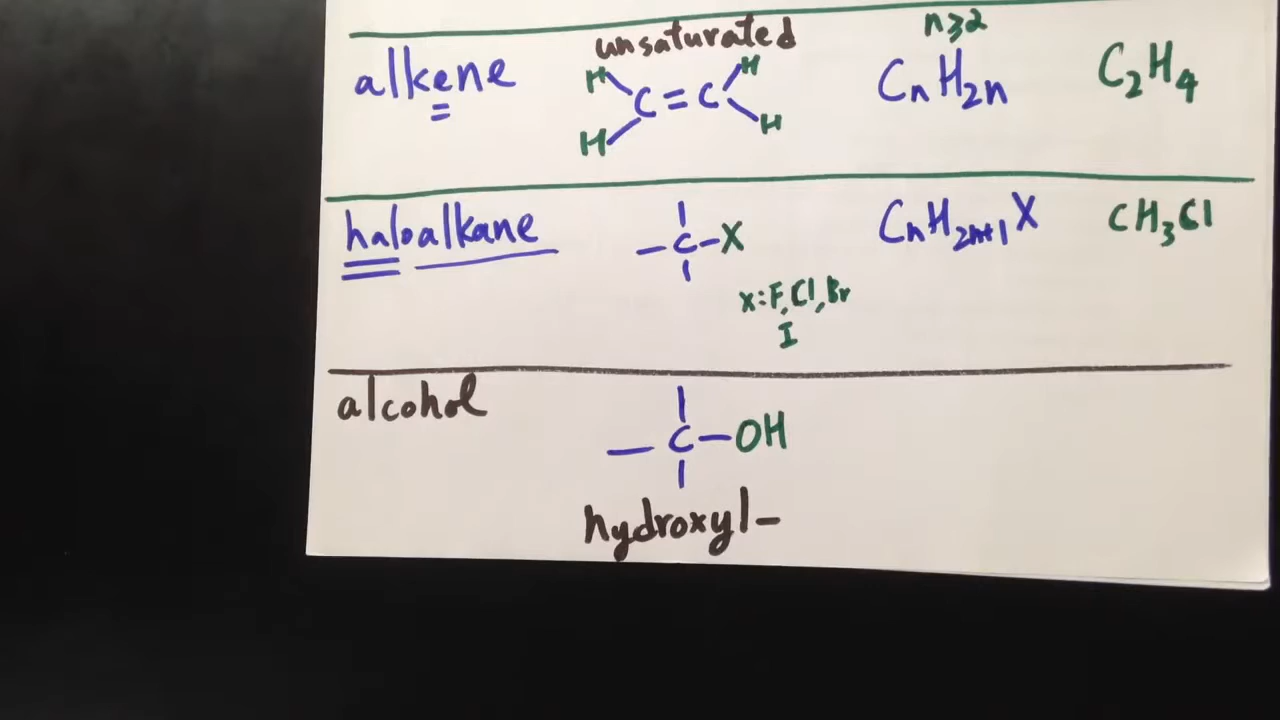 alkene unsaturated n≥2
H H
C=C CnH2n C2H4
H H
haloalkane -C-X CnH2n+1X CH3Cl
X:F,Cl,Br
I
alcohol
-C-OH
hydroxyl-